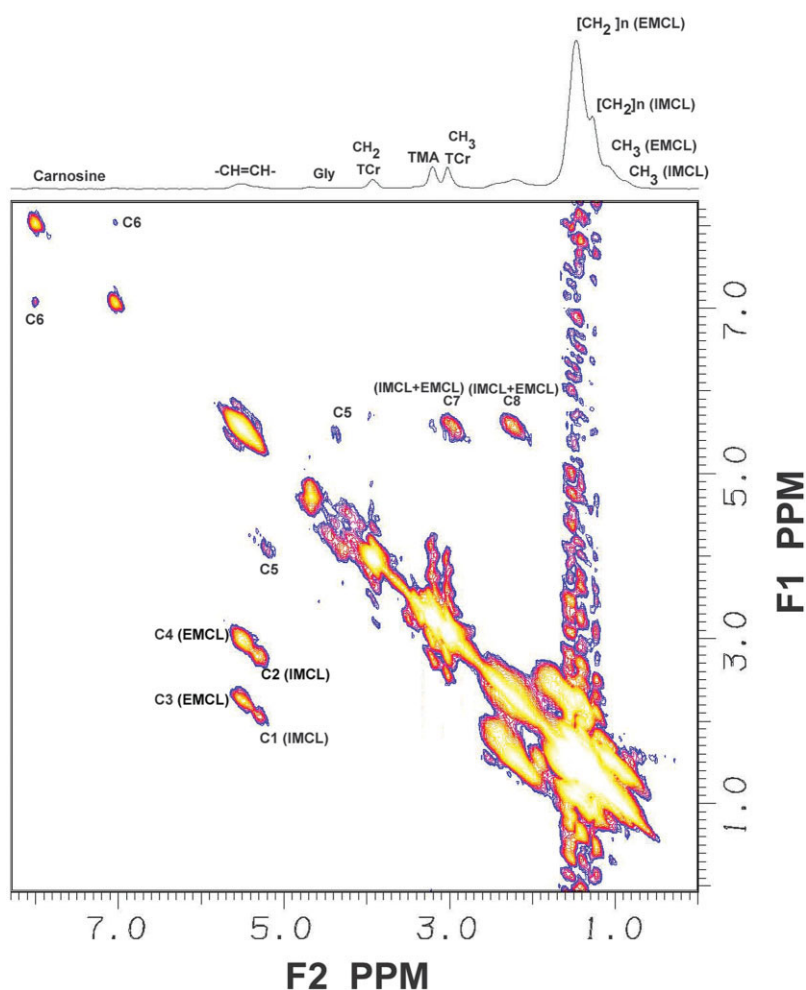 [CH2]n (EMCL)
[CH2]n (IMCL)
CH3 (EMCL)
CH3 (IMCL)
CH3
TCr
TMA
CH2
TCr
Gly
-CH=CH-
Carnosine
C6
C6
7.0
(IMCL+EMCL) (IMCL+EMCL)
C7 C8
C5
5.0
C5
C4 (EMCL)
C2 (IMCL)
C3 (EMCL)
C1 (IMCL)
3.0
1.0
F1 PPM
7.0 5.0 3.0 1.0
F2 PPM